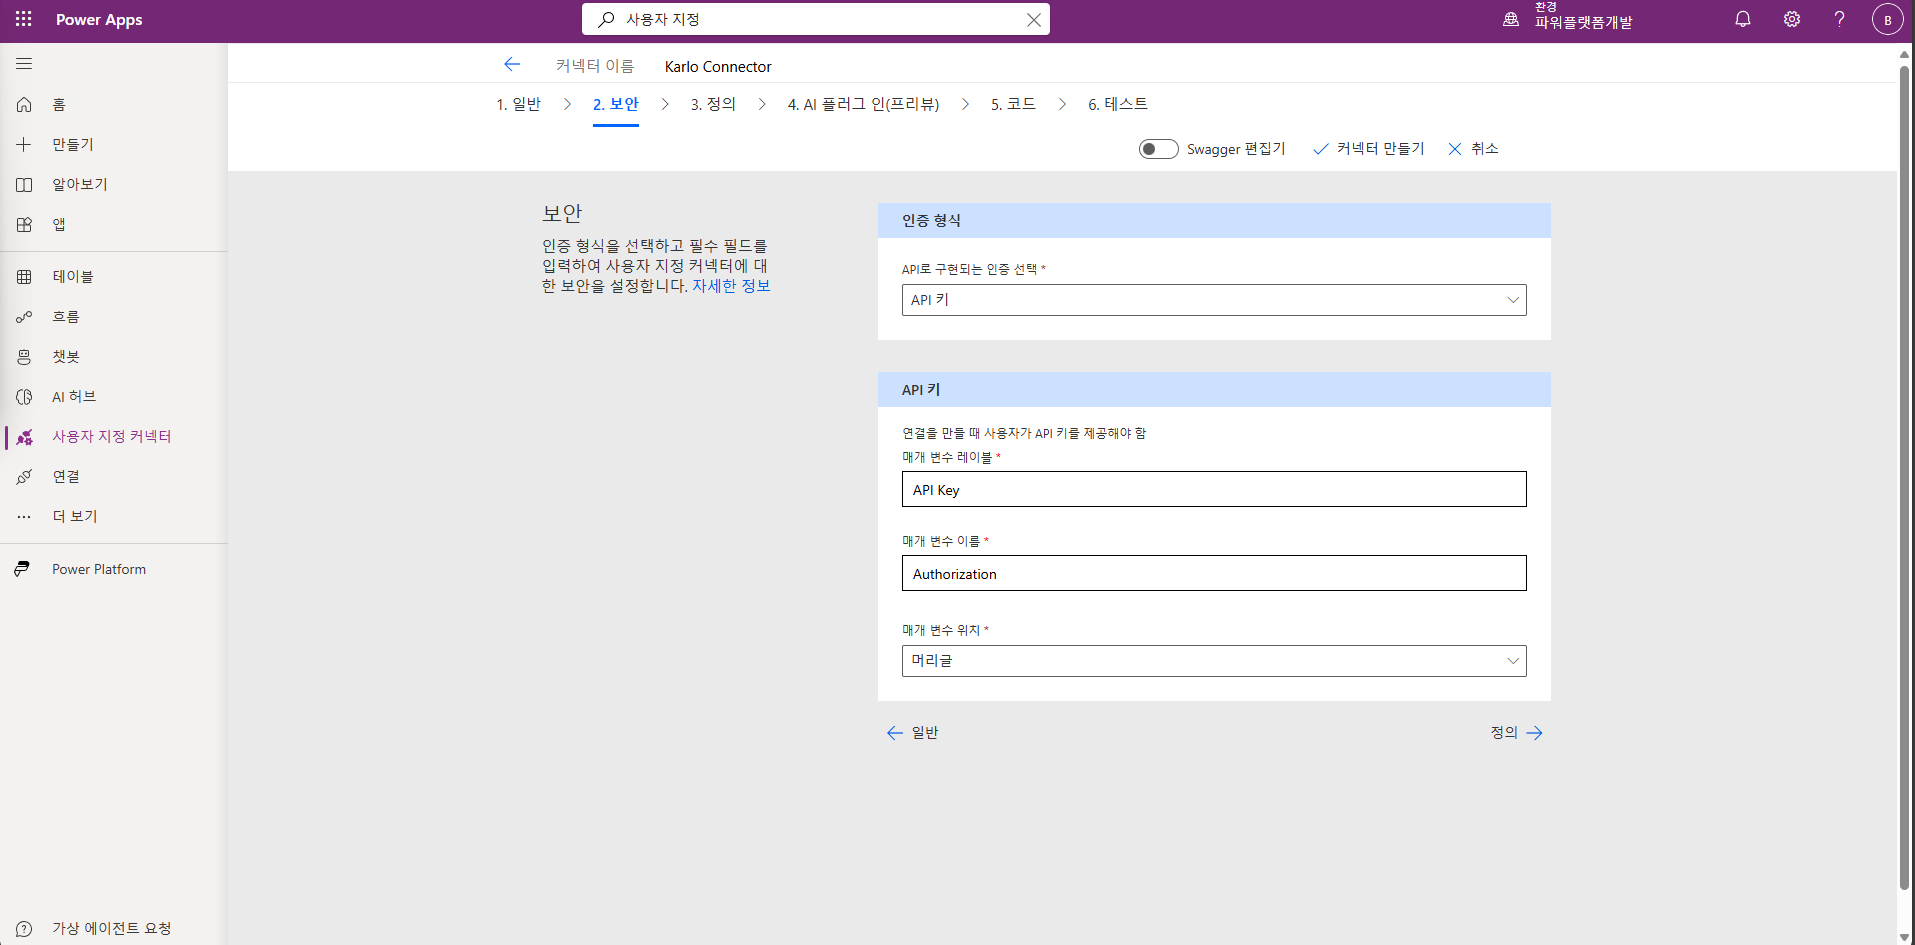 Power Apps
사용자 지정
환경
파워플랫폼개발
B
커넥터 이름
Karlo Connector
1. 일반
2. 보안
3. 정의
4. AI 플러그 인(프리뷰)
5. 코드
6. 테스트
Swagger 편집기
커넥터 만들기
취소
홈
만들기
알아보기
앱
테이블
흐름
챗봇
AI 허브
사용자 지정 커넥터
연결
더 보기
Power Platform
가상 에이전트 요청
보안
인증 형식을 선택하고 필수 필드를
입력하여 사용자 지정 커넥터에 대
한 보안을 설정합니다. 자세한 정보
인증 형식
API로 구현되는 인증 선택 *
API 키
API 키
연결을 만들 때 사용자가 API 키를 제공해야 함
매개 변수 레이블 *
API Key
매개 변수 이름 *
Authorization
매개 변수 위치 *
머리글
일반
정의